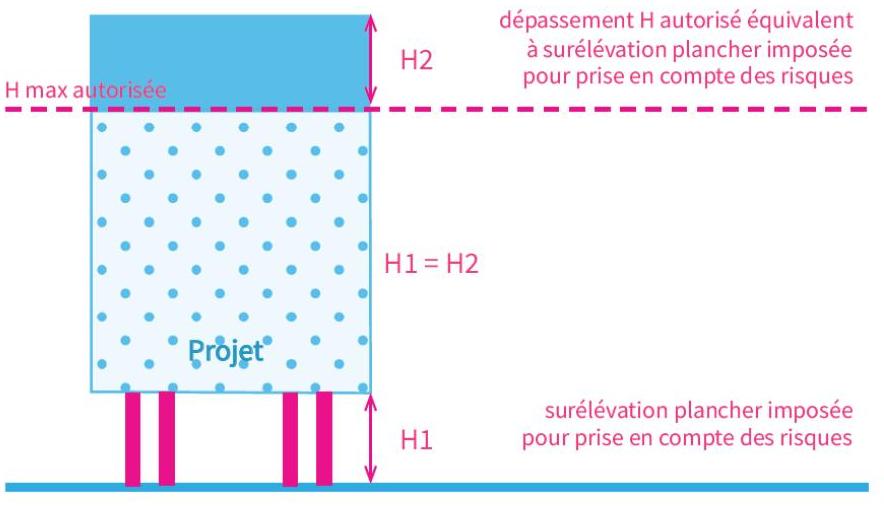 dépassement H autorisé équivalent
à surélévation plancher imposée
pour prise en compte des risques
H2
H max autorisée
H1 = H2
Projet
surélévation plancher imposée
pour prise en compte des risques
H1